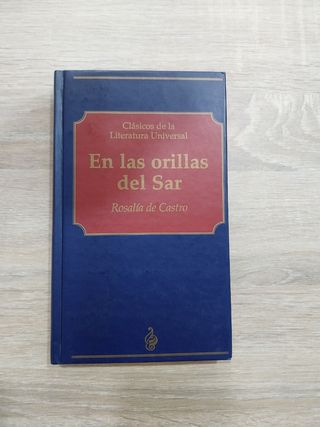 Clásicos de la
Literatura Universal
En las orillas
del Sar
Rosalía de Castro